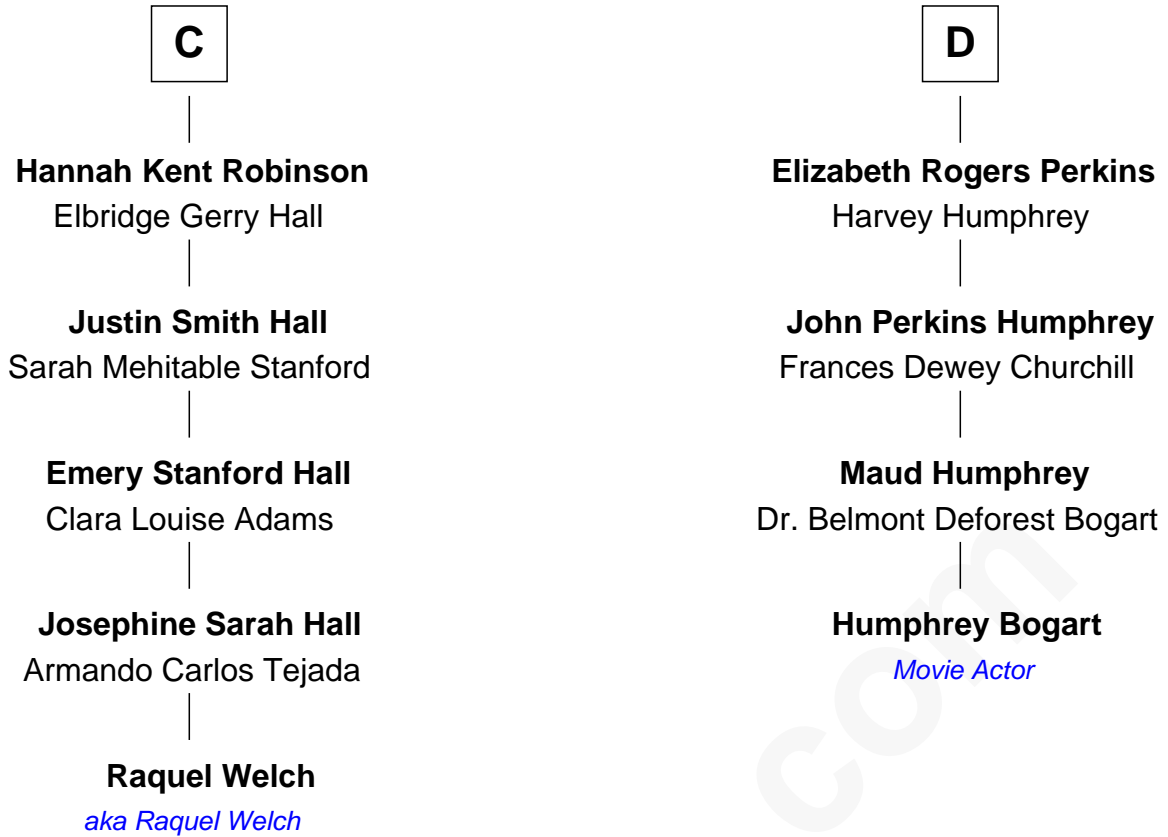 C
Hannah Kent Robinson
Elbridge Gerry Hall
Justin Smith Hall
Sarah Mehitable Stanford
Emery Stanford Hall
Clara Louise Adams
Josephine Sarah Hall
Armando Carlos Tejada
Raquel Welch
aka Raquel Welch
D
Elizabeth Rogers Perkins
Harvey Humphrey
John Perkins Humphrey
Frances Dewey Churchill
Maud Humphrey
Dr. Belmont Deforest Bogart
Humphrey Bogart
Movie Actor
com